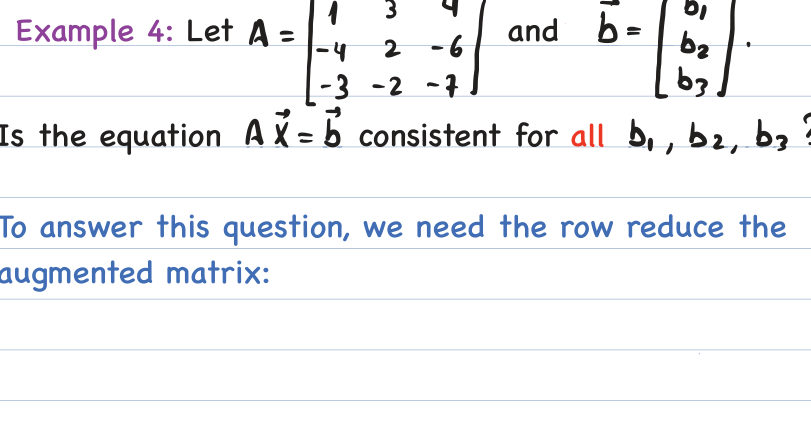 1 3 4 b₁
Example 4: Let A = -4 2 -6 and b⃗ = b₂ .
-3 -2 -7 b₃
Is the equation A x⃗ = b⃗ consistent for all b₁, b₂, b₃ ?
To answer this question, we need the row reduce the
augmented matrix: